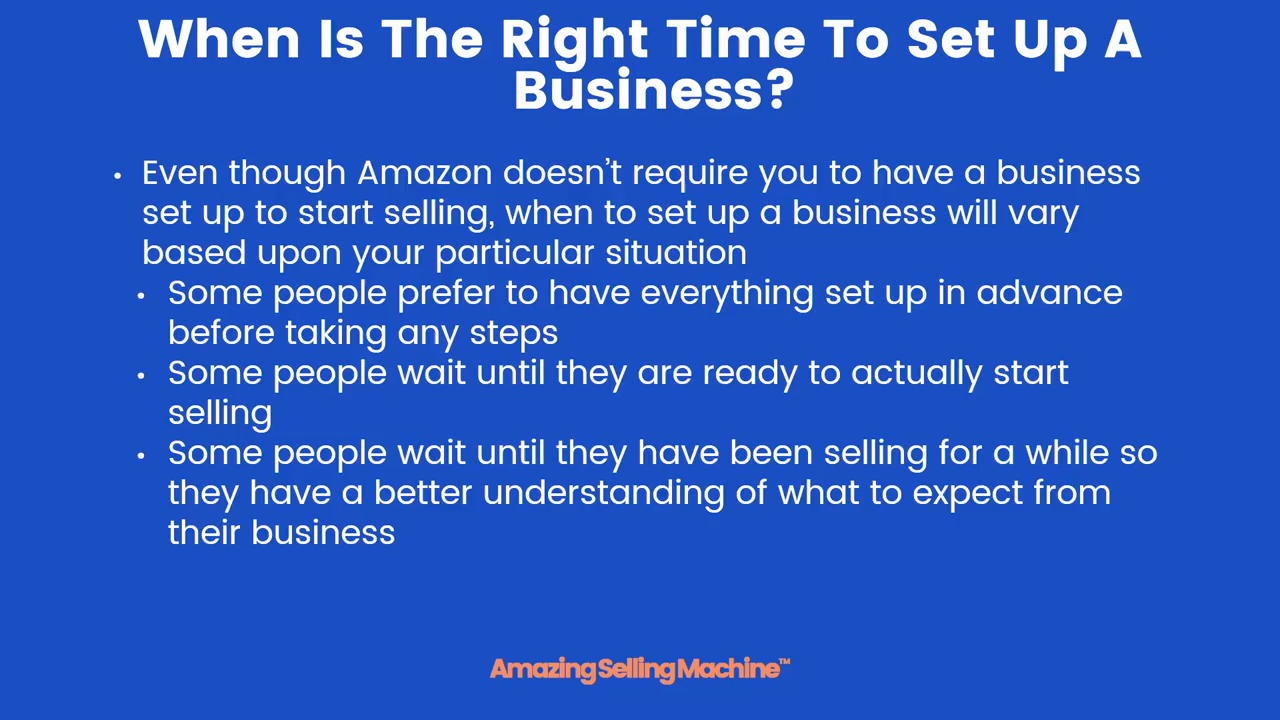 When Is The Right Time To Set Up A
Business?
• Even though Amazon doesn’t require you to have a business
set up to start selling, when to set up a business will vary
based upon your particular situation
• Some people prefer to have everything set up in advance
before taking any steps
• Some people wait until they are ready to actually start
selling
• Some people wait until they have been selling for a while so
they have a better understanding of what to expect from
their business
Amazing Selling Machine™